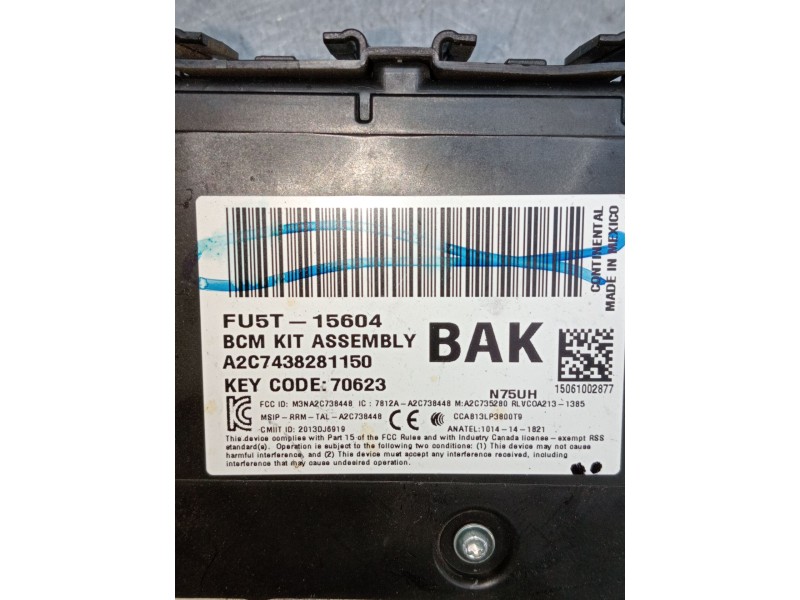 CONTINENTAL
MADE IN MEXICO
FU5T-15604
BCM KIT ASSEMBLY
A2C7438281150
KEY CODE:70623
BAK
15061002877
N75UH
FCC ID: M3NA2C738448 IC : 7812A-A2C738448 M:A2C735280 RLVCOA213-1385
MSIP-RRM-TAL-A2C738448 CCAB13LP3800T9
CMIIT ID: 2013DJ6919 ANATEL:1014-14-1821
This device complies with Part 15 of the FCC Rules and with Industry Canada license-exempt RSS
standard(s). Operation is subject to the following two conditions: (1) This device may not cause
harmful interference, and (2) This device must accept any interference received, including
interference that may cause undesired operation.